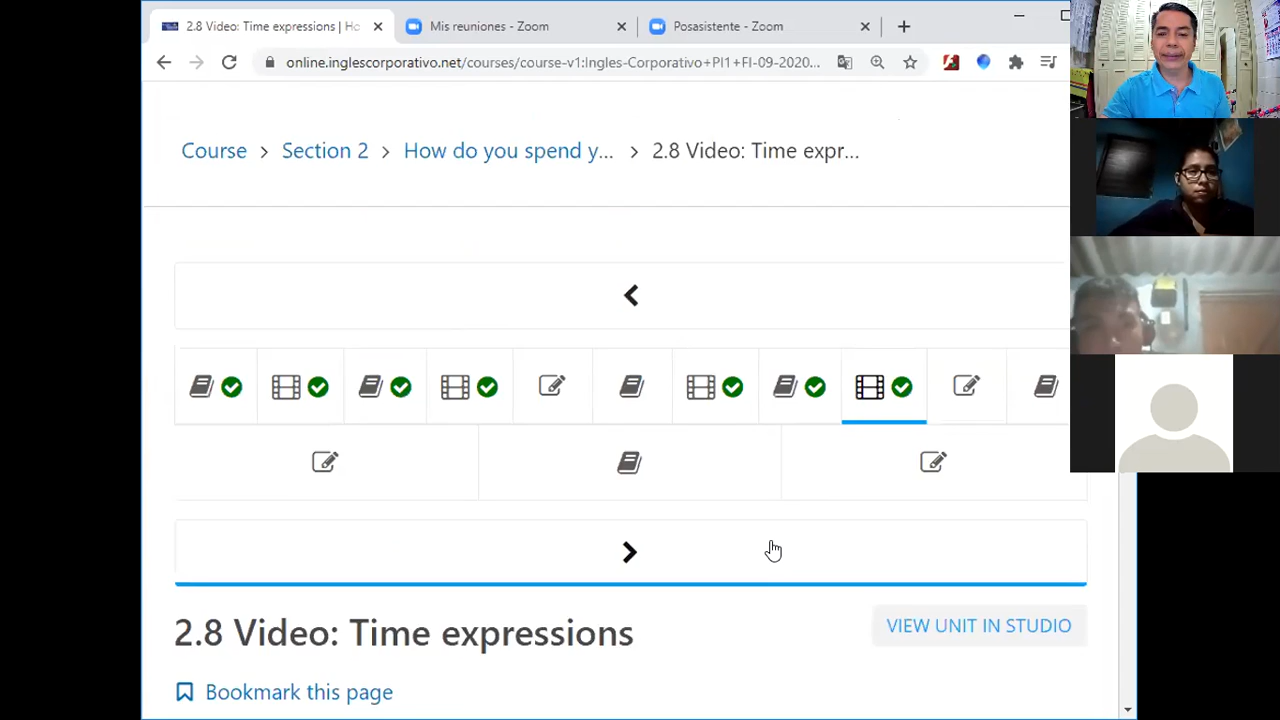 2.8 Video: Time expressions | Ho
Mis reuniones - Zoom
Posasistente - Zoom
online.inglescorporativo.net/courses/course-v1:Ingles-Corporativo+PI1+FI-09-2020...
Course > Section 2 > How do you spend y... > 2.8 Video: Time expr...
2.8 Video: Time expressions
VIEW UNIT IN STUDIO
Bookmark this page